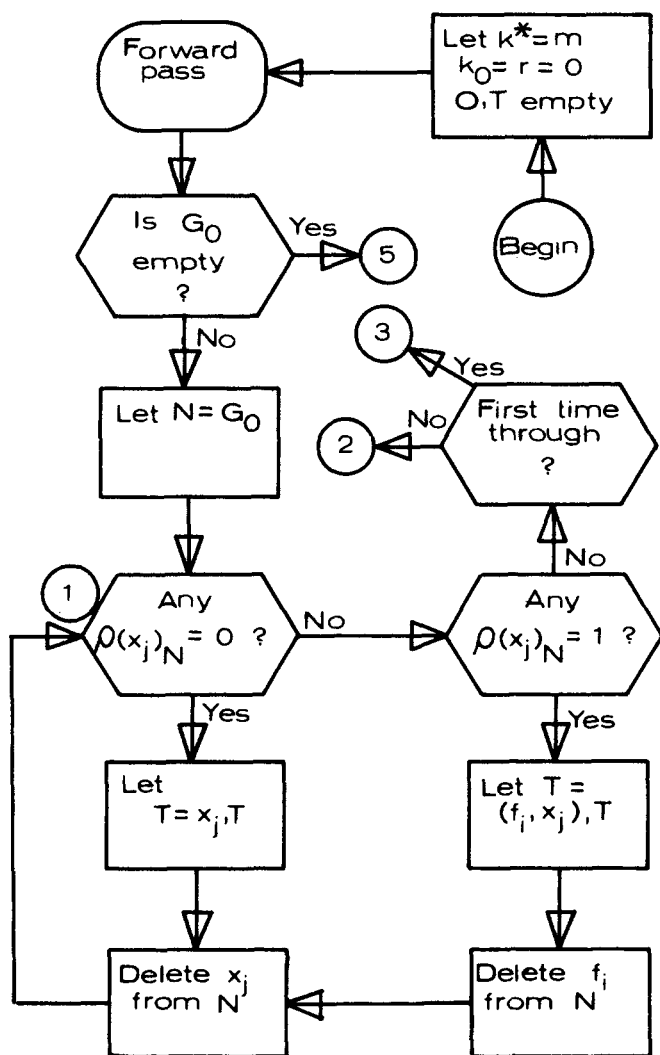 Forward
pass
Let k*=m
k₀=r=0
O,T empty
Begin
Is G₀
empty
?
Yes
5
No
Let N=G₀
3
Yes
No
2
First time
through
?
No
1
Any
ρ(xⱼ)N = 0 ?
No
Any
ρ(xⱼ)N = 1 ?
Yes
Yes
Let
T=xⱼ,T
Let T=
(fᵢ,xⱼ),T
Delete xⱼ
from N
Delete fᵢ
from N